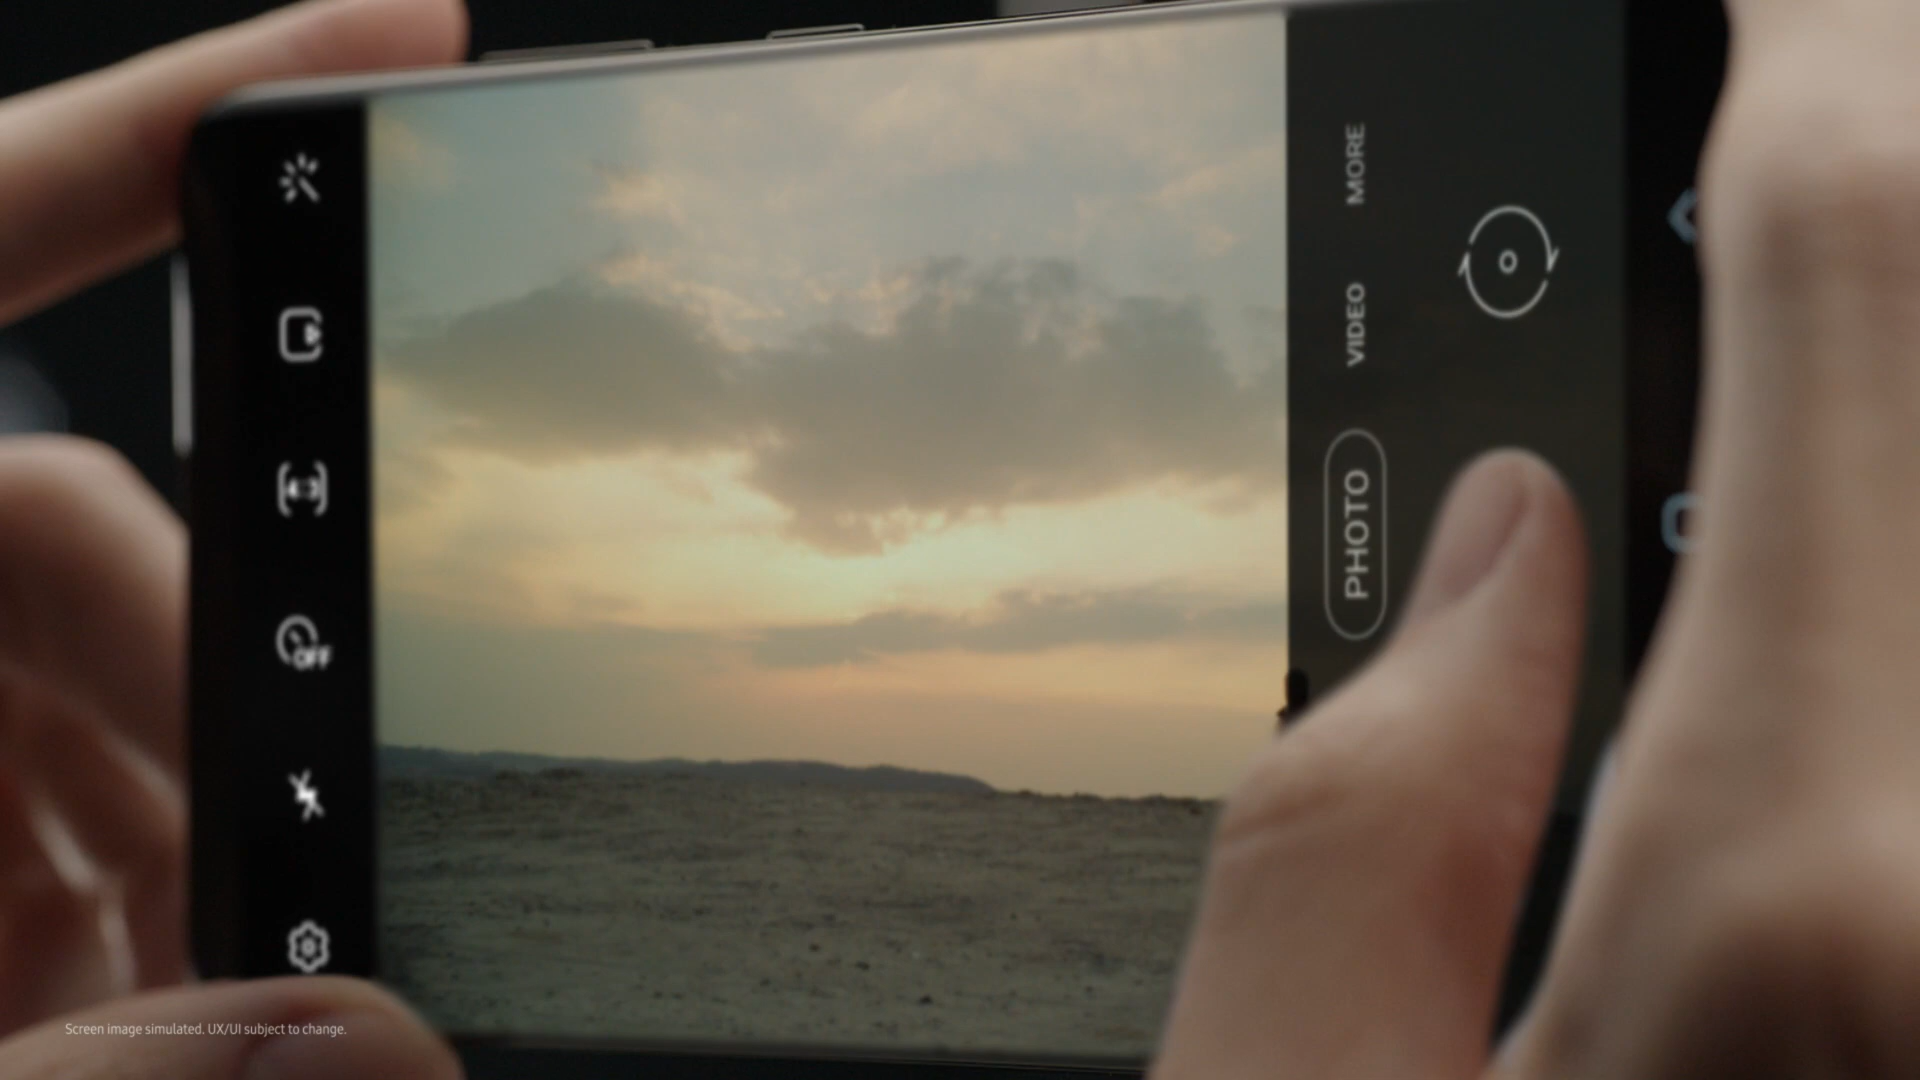 MORE
VIDEO
PHOTO
OFF
Screen image simulated. UX/UI subject to change.